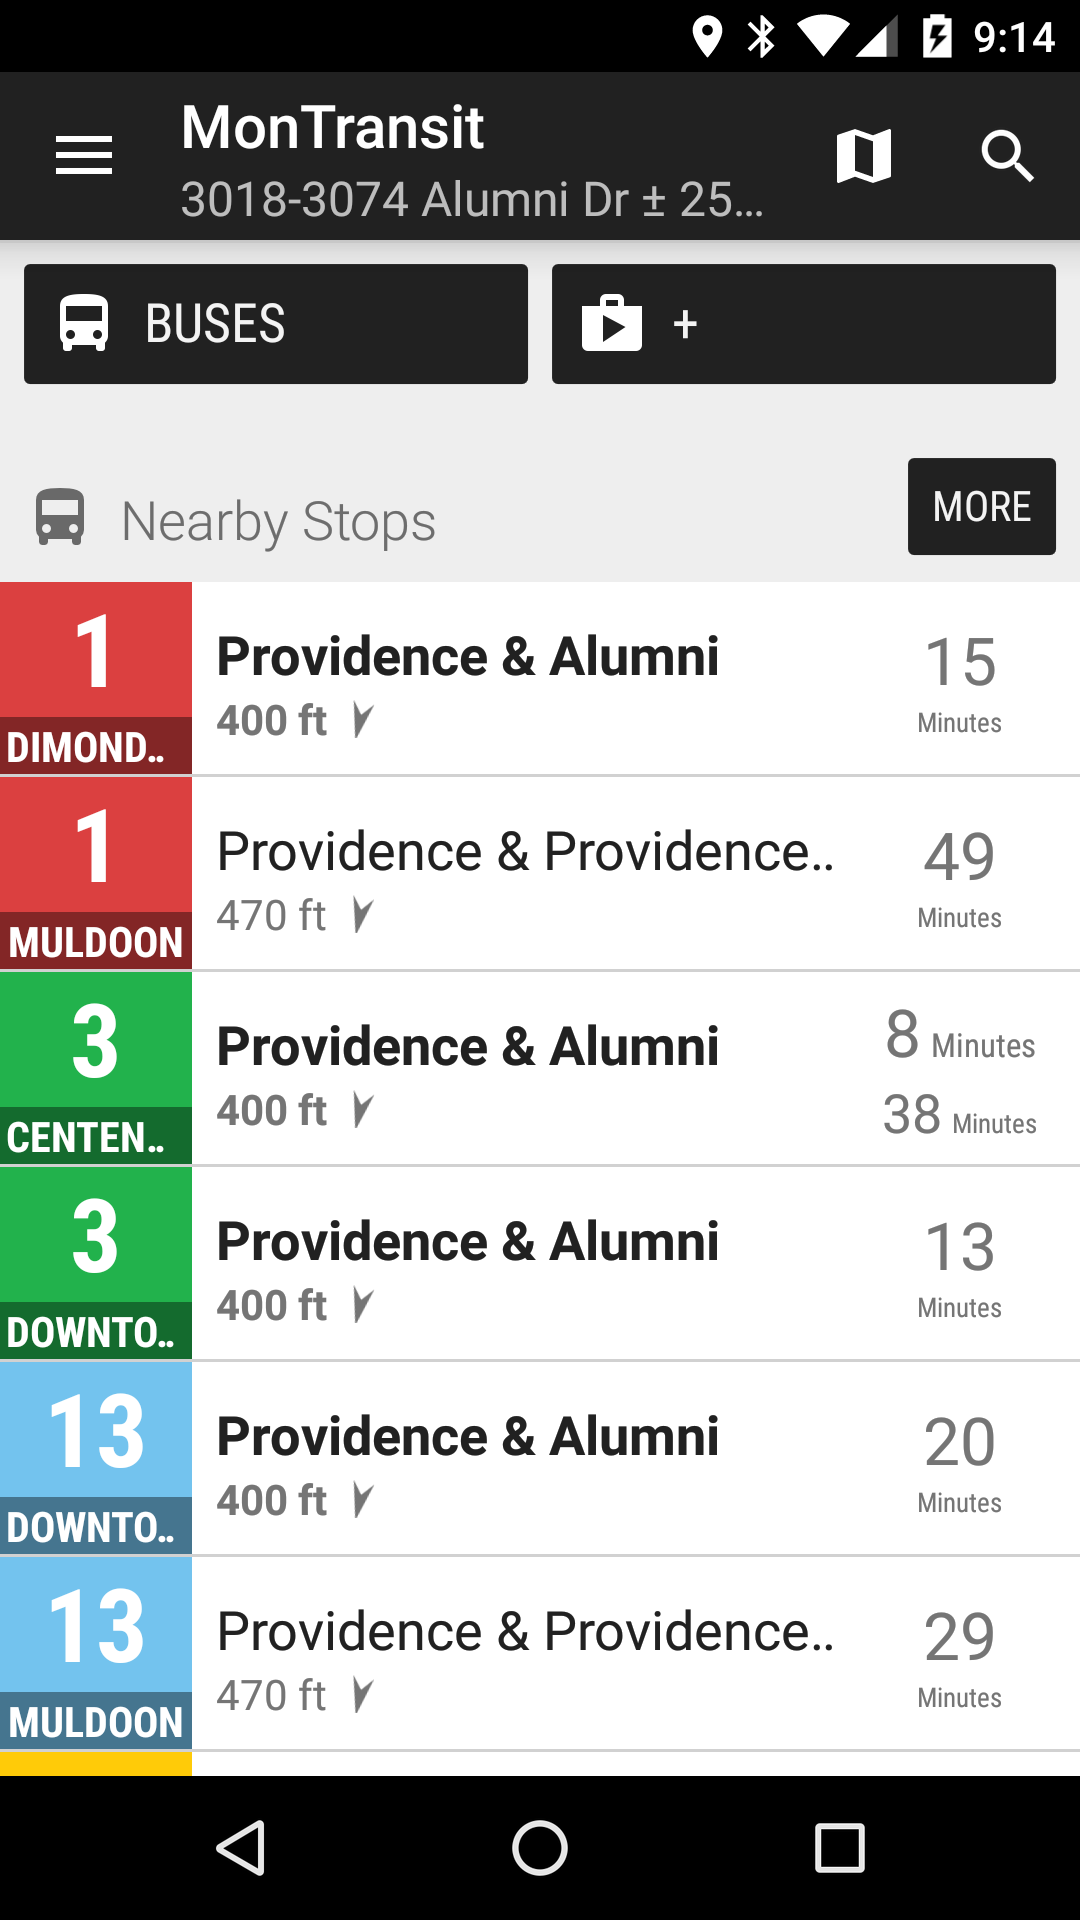 9:14
MonTransit
3018-3074 Alumni Dr ± 25...
BUSES
+
Nearby Stops
MORE
1
DIMOND..
Providence & Alumni
400 ft
15
Minutes
1
MULDOON
Providence & Providence..
470 ft
49
Minutes
3
CENTEN..
Providence & Alumni
400 ft
8 Minutes
38 Minutes
3
DOWNTO..
Providence & Alumni
400 ft
13
Minutes
13
DOWNTO..
Providence & Alumni
400 ft
20
Minutes
13
MULDOON
Providence & Providence..
470 ft
29
Minutes